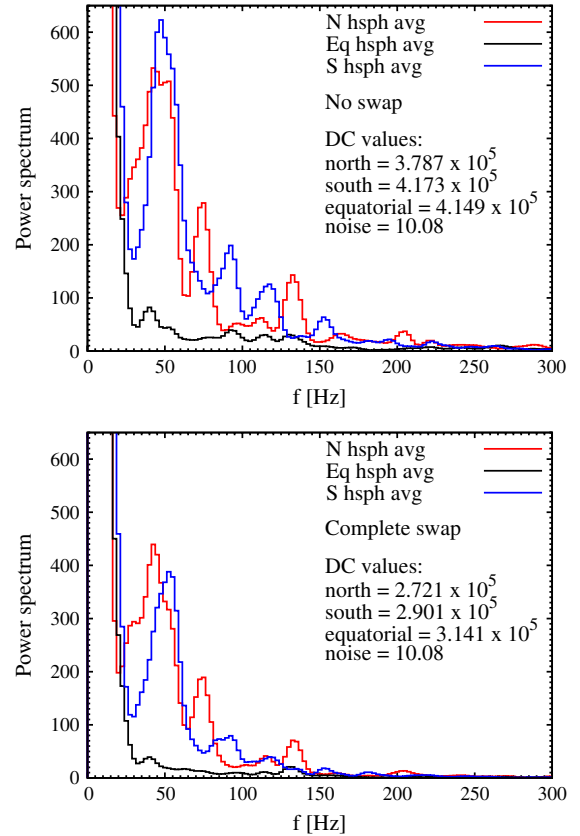 600
500
400
300
200
100
0
Power spectrum
N hsph avg
Eq hsph avg
S hsph avg
No swap
DC values:
north = 3.787 x 10^5
south = 4.173 x 10^5
equatorial = 4.149 x 10^5
noise = 10.08
0 50 100 150 200 250 300
f [Hz]
600
500
400
300
200
100
0
Power spectrum
N hsph avg
Eq hsph avg
S hsph avg
Complete swap
DC values:
north = 2.721 x 10^5
south = 2.901 x 10^5
equatorial = 3.141 x 10^5
noise = 10.08
0 50 100 150 200 250 300
f [Hz]